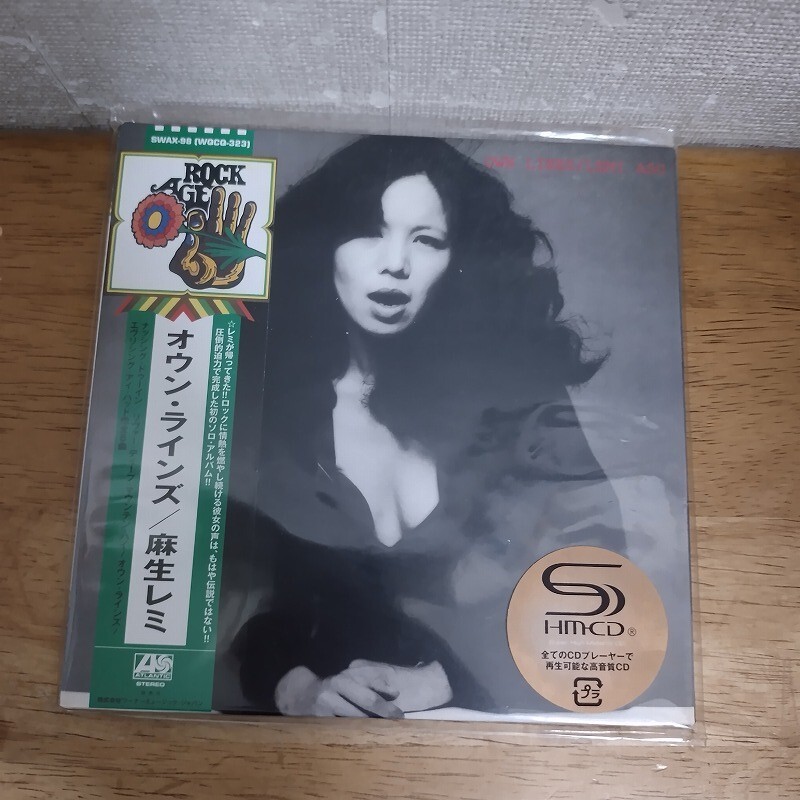 SWAX-98 (WQCQ-323)
ROCK
AGE
☆レミが帰ってきた!!ロックに情熱を燃やし続ける彼女の声は、もはや伝説ではない!!
圧倒的迫力で完成した初のソロ・アルバム!!
オウン・ラインズ/麻生レミ
ATLANTIC
STEREO
SHM-CD®
全てのCDプレーヤーで
再生可能な高音質CD
プラ